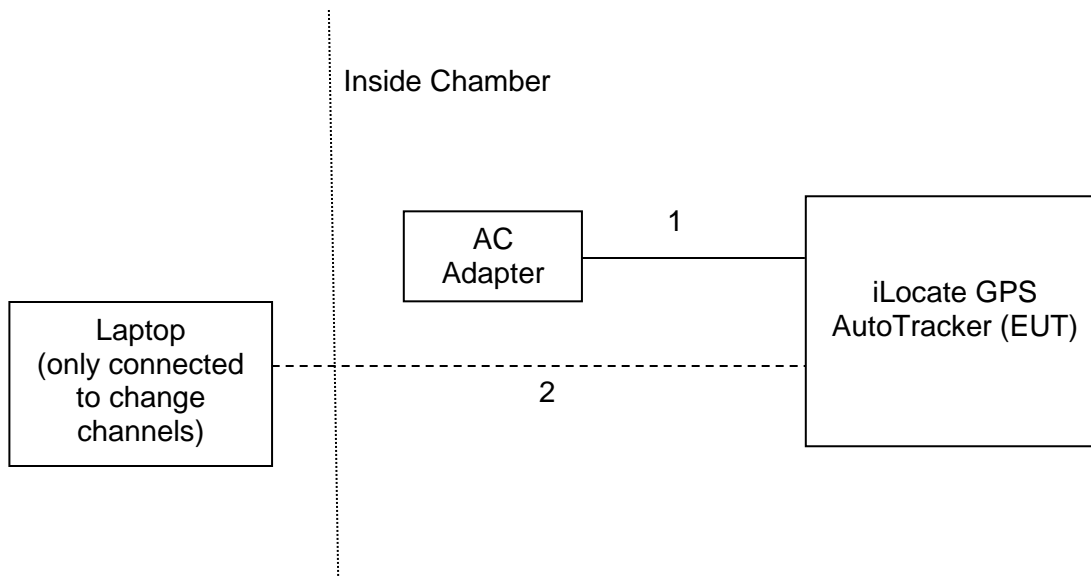 Inside Chamber
1
AC
Adapter
iLocate GPS
AutoTracker (EUT)
Laptop
(only connected
to change
channels)
2